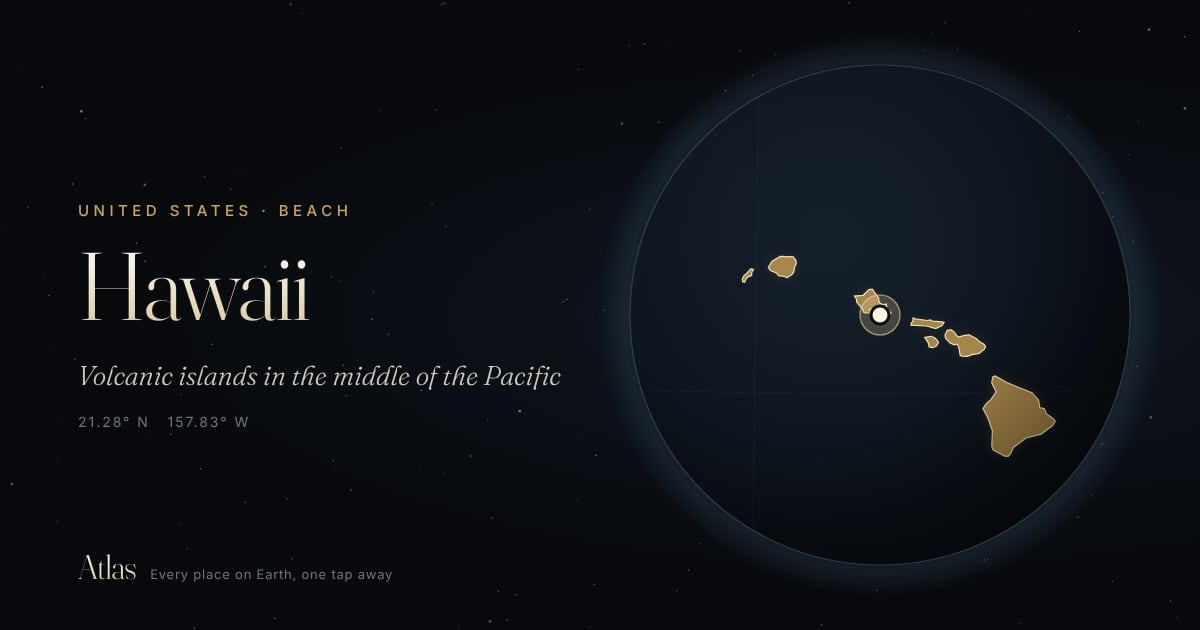 UNITED STATES · BEACH
Hawaii
Volcanic islands in the middle of the Pacific
21.28° N 157.83° W
Atlas Every place on Earth, one tap away